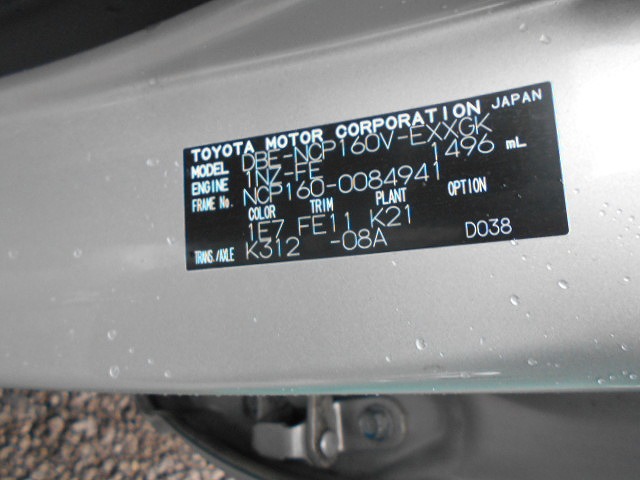 TOYOTA MOTOR CORPORATION JAPAN
MODEL DBE-NCP160V-EXXGK
ENGINE 1NZ-FE 1496 mL
FRAME No. NCP160-0084941
COLOR TRIM PLANT OPTION
1E7 FE11 K21
TRANS./AXLE K312 -08A D038